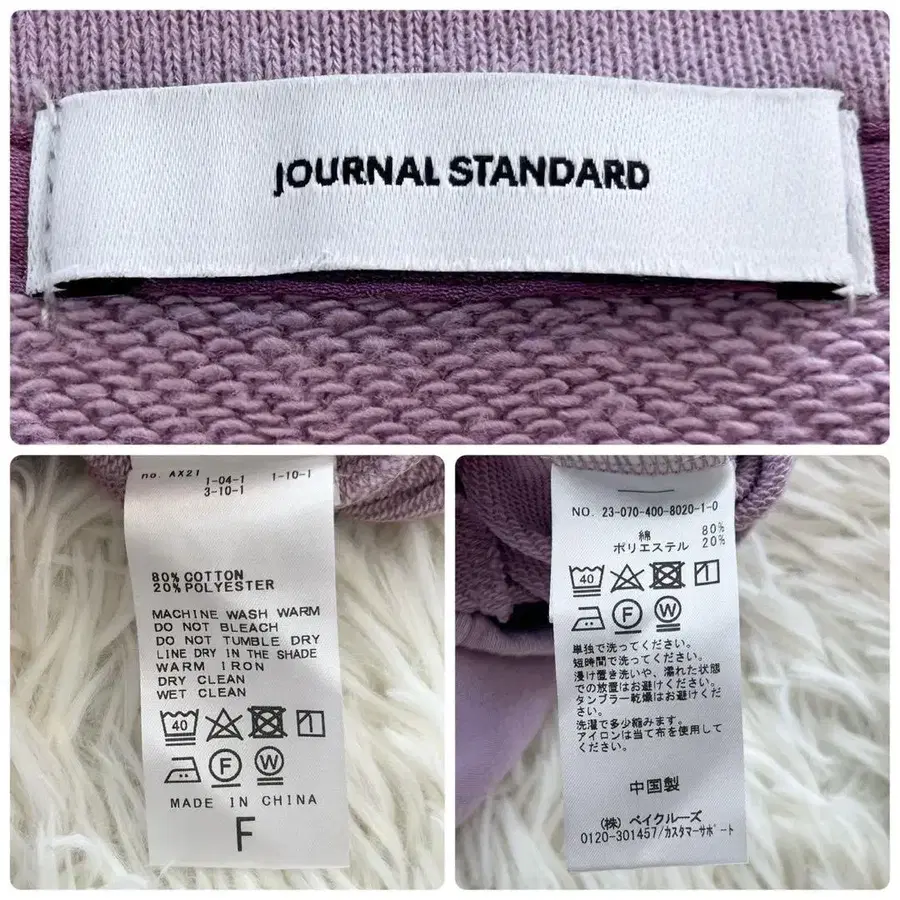 JOURNAL STANDARD
no. AX21
1-04-1 1-10-1
3-10-1
80% COTTON
20% POLYESTER
MACHINE WASH WARM
DO NOT BLEACH
DO NOT TUMBLE DRY
LINE DRY IN THE SHADE
WARM IRON
DRY CLEAN
WET CLEAN
40
F W
MADE IN CHINA
F
NO. 23-070-400-8020-1-0
綿 80%
ポリエステル 20%
40
F W
単独で洗ってください。
短時間で洗ってください。
浸け置き洗いや、濡れた状態
での放置はお避けください。
タンブラー乾燥はお避けくだ
さい。
洗濯で多少縮みます。
アイロンは当て布を使用して
ください。
中国製
(株) ベイクルーズ
0120-301457/カスタマーサポート